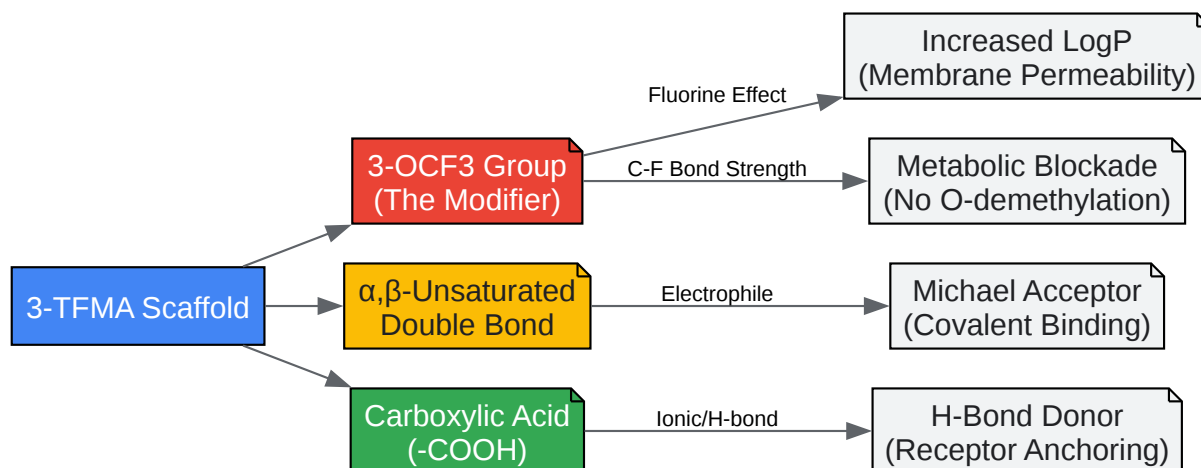 Increased LogP
(Membrane Permeability)
Fluorine Effect
3-OCF3 Group
(The Modifier)
C-F Bond Strength
Metabolic Blockade
(No O-demethylation)
3-TFMA Scaffold
α,β-Unsaturated
Double Bond
Electrophile
Michael Acceptor
(Covalent Binding)
Carboxylic Acid
(-COOH)
Ionic/H-bond
H-Bond Donor
(Receptor Anchoring)